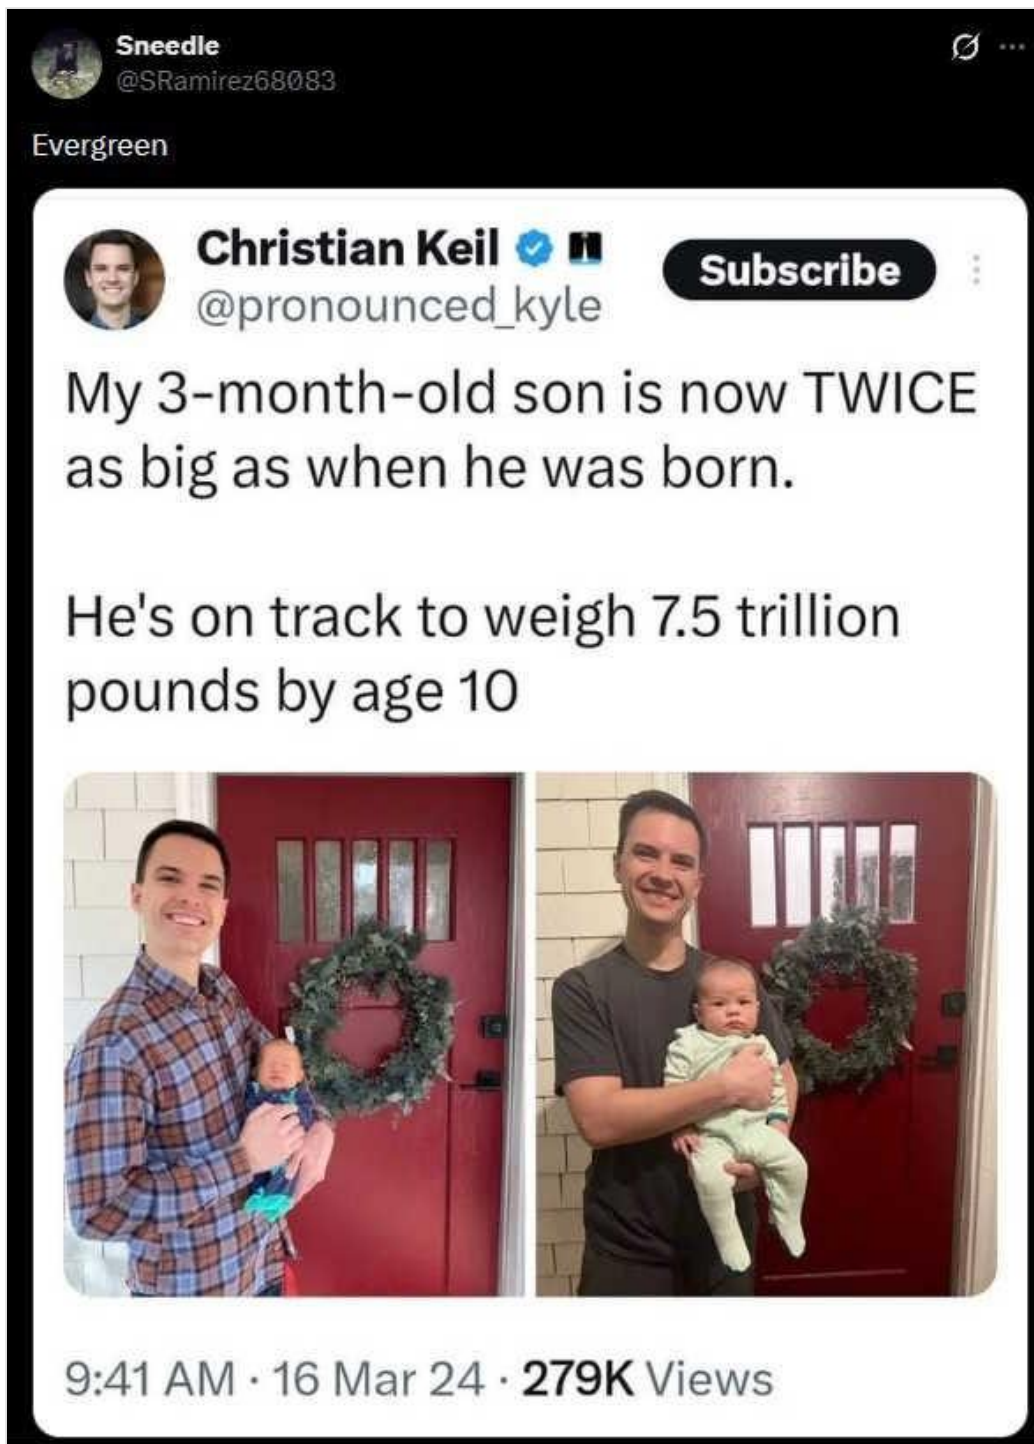 Sneedle
@SRamirez68083
Evergreen
Christian Keil
@pronounced_kyle
Subscribe
My 3-month-old son is now TWICE
as big as when he was born.
He's on track to weigh 7.5 trillion
pounds by age 10
9:41 AM · 16 Mar 24 · 279K Views